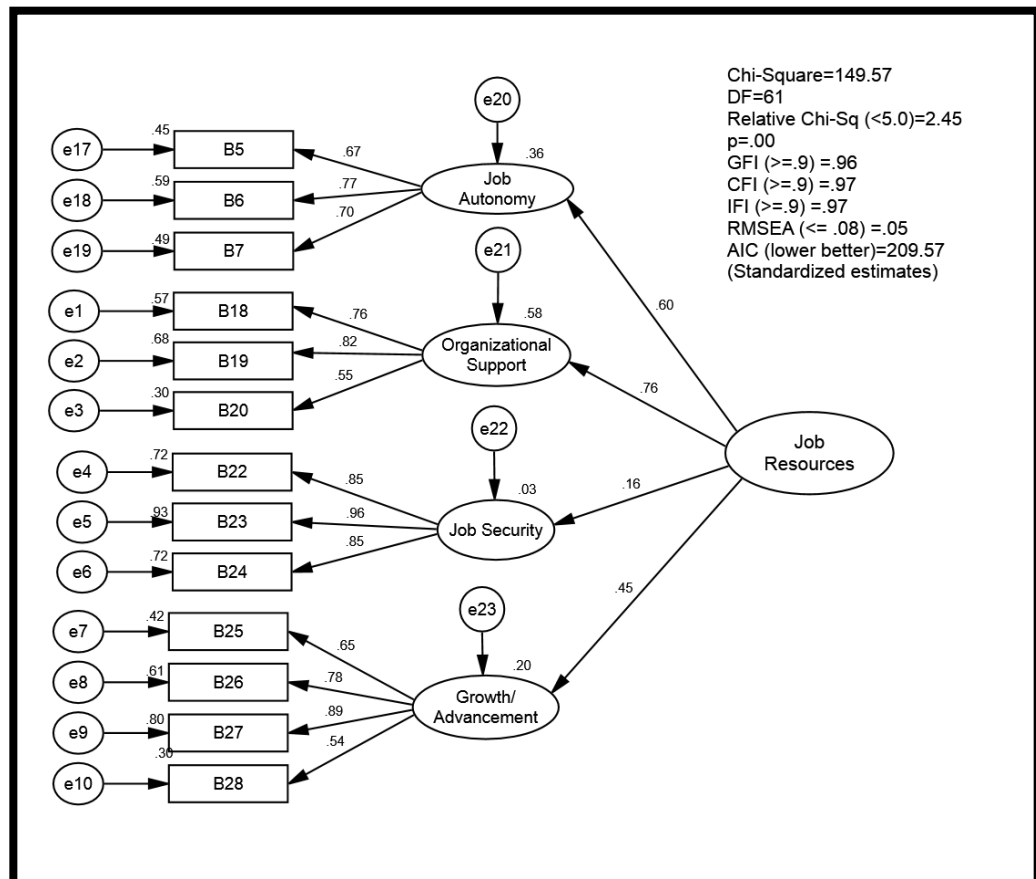 Chi-Square=149.57
DF=61
Relative Chi-Sq (<5.0)=2.45
p=.00
GFI (>=.9) =.96
CFI (>=.9) =.97
IFI (>=.9) =.97
RMSEA (<= .08) =.05
AIC (lower better)=209.57
(Standardized estimates)
e20
.36
Job
Autonomy
e17
.45
B5
.67
e18
.59
B6
.77
e19
.49
B7
.70
e21
.58
Organizational
Support
e1
.57
B18
.76
e2
.68
B19
.82
e3
.30
B20
.55
e22
.03
Job Security
e4
.72
B22
.85
e5
.93
B23
.96
e6
.72
B24
.85
e23
.20
Growth/
Advancement
e7
.42
B25
.65
e8
.61
B26
.78
e9
.80
B27
.89
e10
.30
B28
.54
.60
.76
.16
.45
Job
Resources